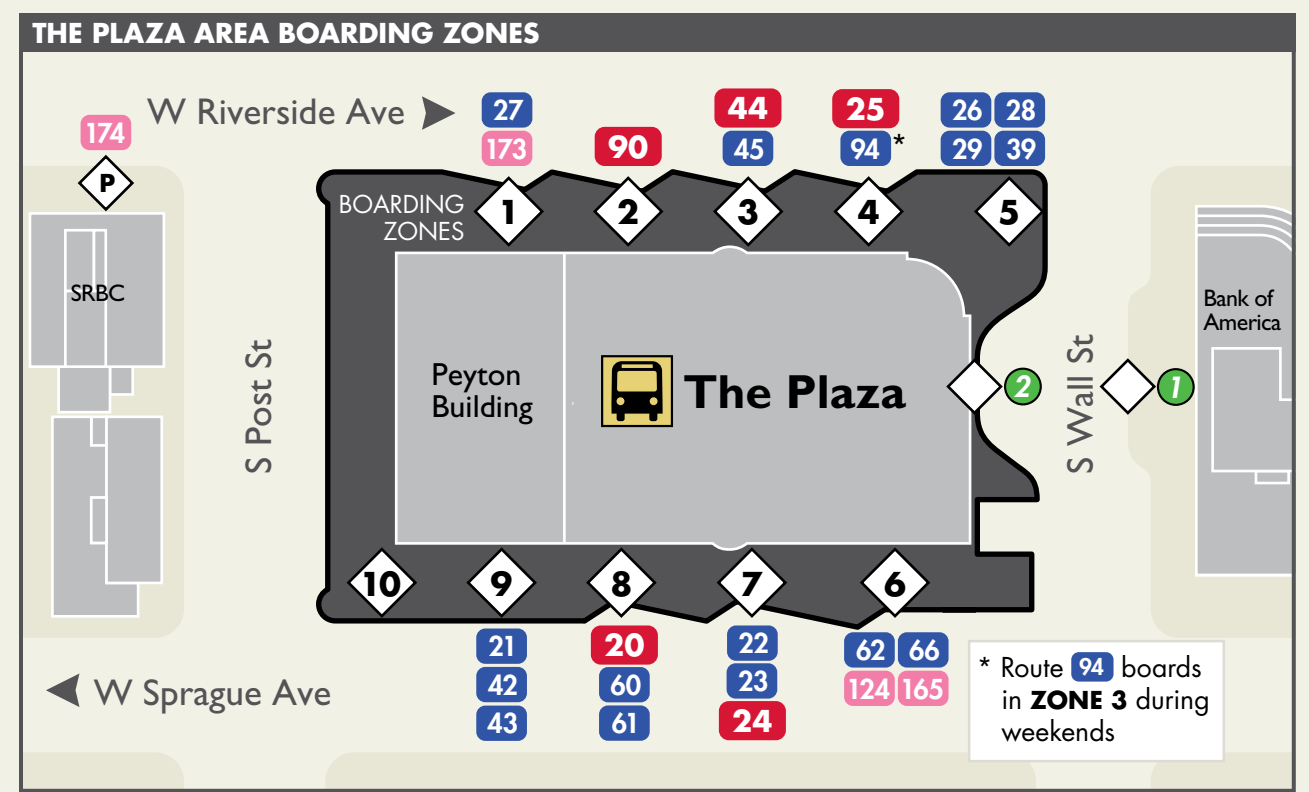 THE PLAZA AREA BOARDING ZONES
W Riverside Ave
174
P
27
173
90
44
45
25
94*
26 28
29 39
BOARDING
ZONES
1
2
3
4
5
SRBC
S Post St
Peyton
Building
The Plaza
2
S Wall St
1
Bank of
America
10
9
8
7
6
W Sprague Ave
21
42
43
20
60
61
22
23
24
62 66
124 165
* Route 94 boards
in ZONE 3 during
weekends